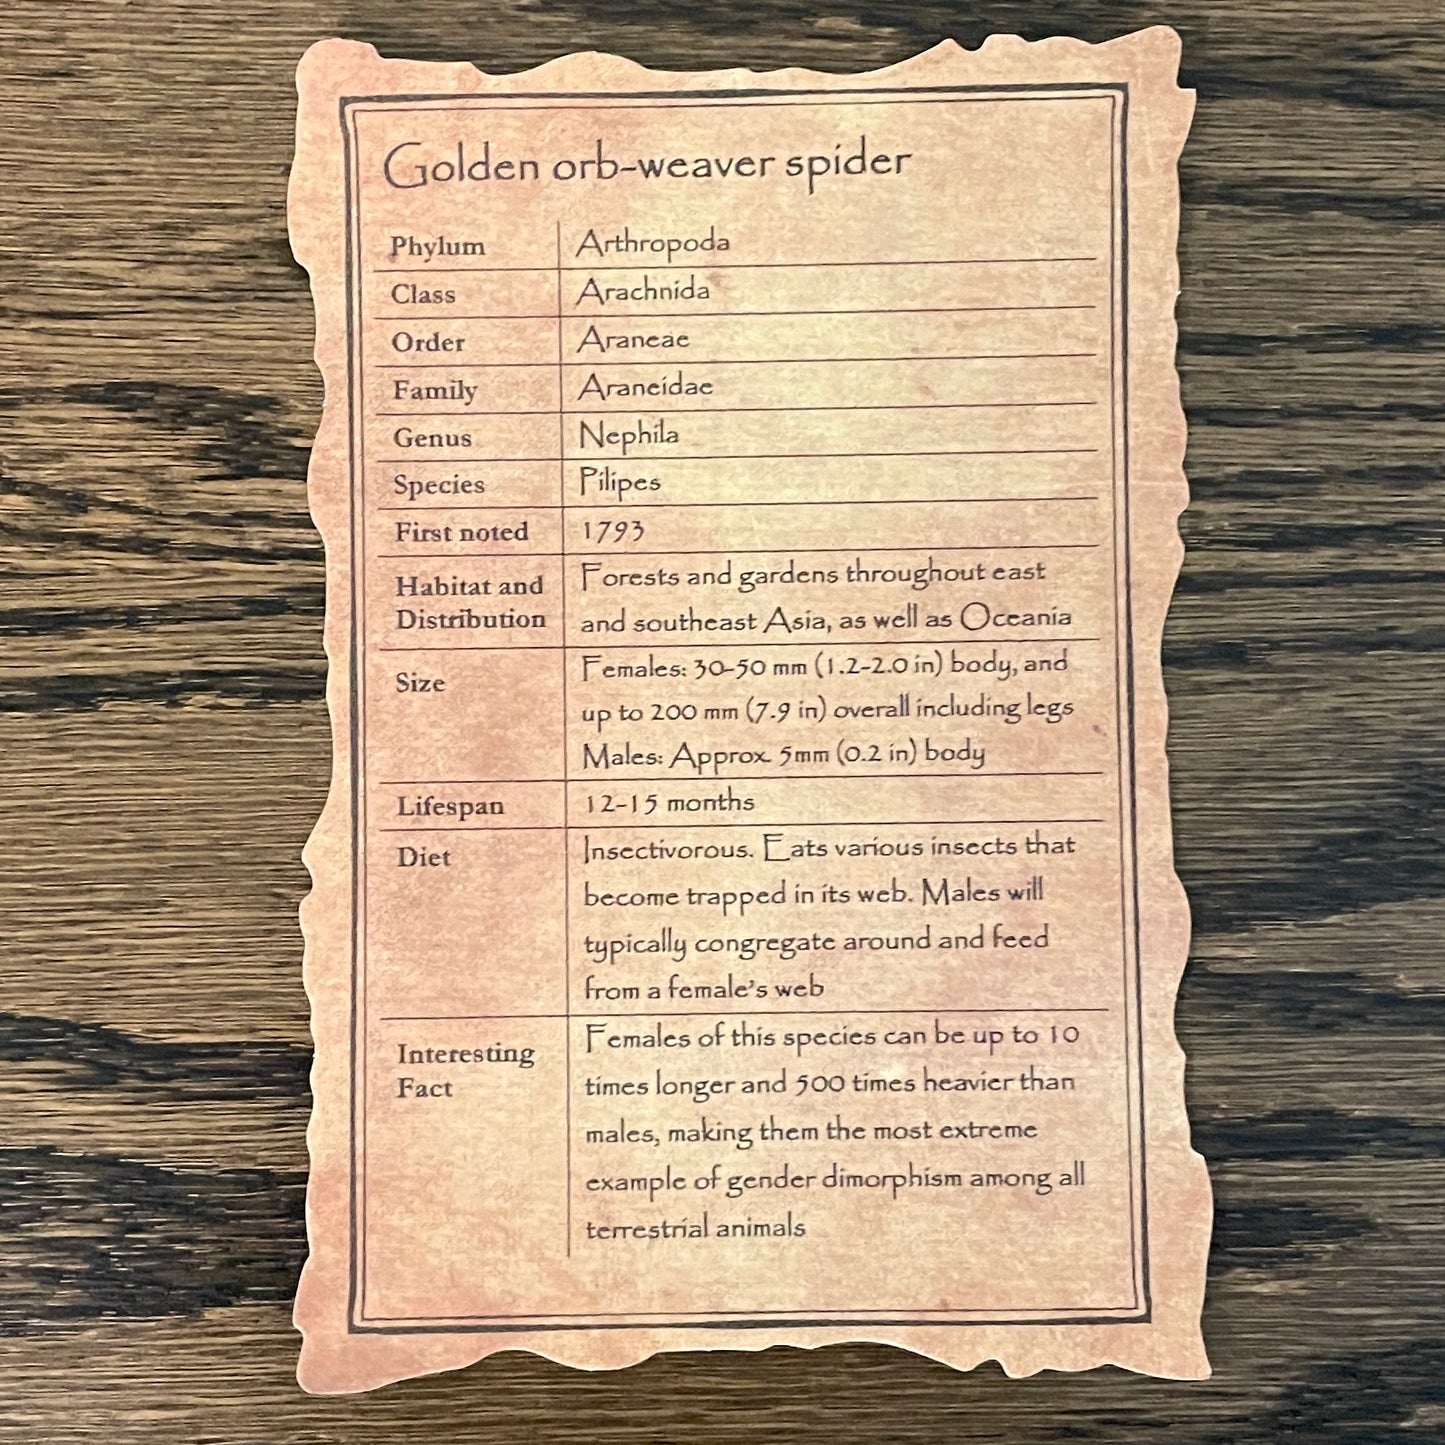 Golden orb-weaver spider
Phylum Arthropoda
Class Arachnida
Order Araneae
Family Araneidae
Genus Nephila
Species Pilipes
First noted 1793
Habitat and Distribution Forests and gardens throughout east
and southeast Asia, as well as Oceania
Size Females: 30-50 mm (1.2-2.0 in) body, and
up to 200 mm (7.9 in) overall including legs
Males: Approx. 5mm (0.2 in) body
Lifespan 12-15 months
Diet Insectivorous. Eats various insects that
become trapped in its web. Males will
typically congregate around and feed
from a female's web
Interesting Fact Females of this species can be up to 10
times longer and 500 times heavier than
males, making them the most extreme
example of gender dimorphism among all
terrestrial animals